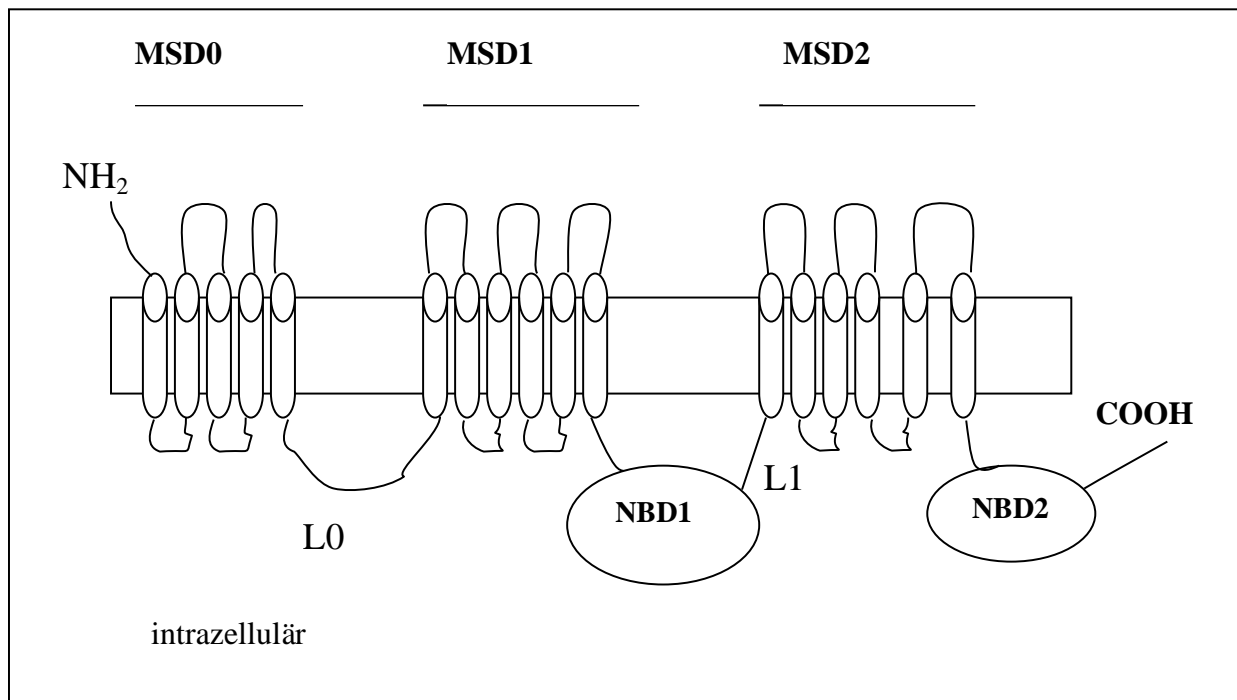 MSD0 MSD1 MSD2
NH₂
COOH
L1
NBD1 NBD2
L0
intrazellulär